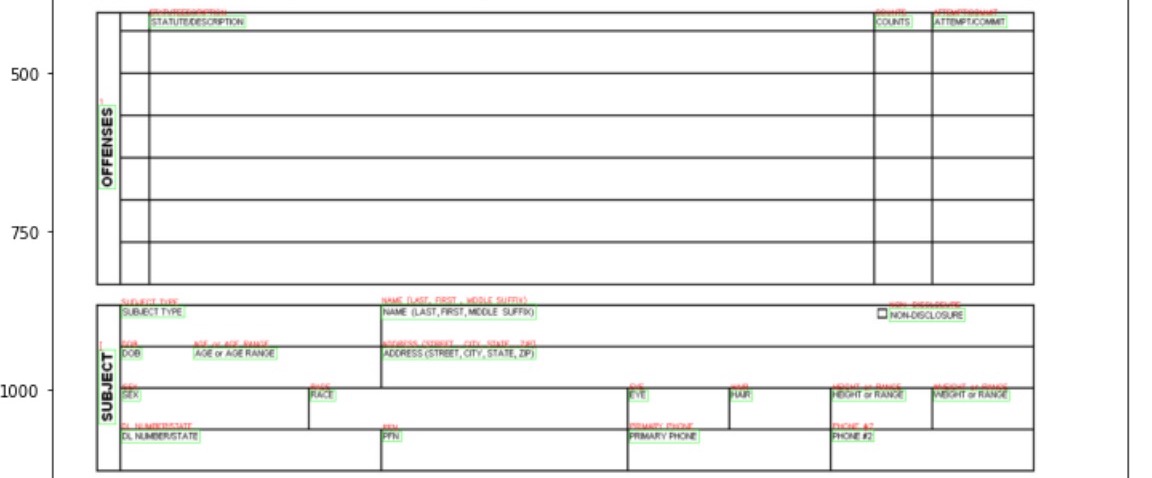 STATUTE/DESCRIPTION COUNTS ATTEMPT/COMMIT
500
OFFENSES
750
SUBJECT TYPE NAME (LAST, FIRST, MIDDLE SUFFIX) NON-DISCLOSURE
DOB AGE or AGE RANGE ADDRESS (STREET, CITY, STATE, ZIP)
SUBJECT
1000
SEX RACE EYE HAIR HEIGHT or RANGE WEIGHT or RANGE
DL NUMBER/STATE PFN PRIMARY PHONE PHONE #2